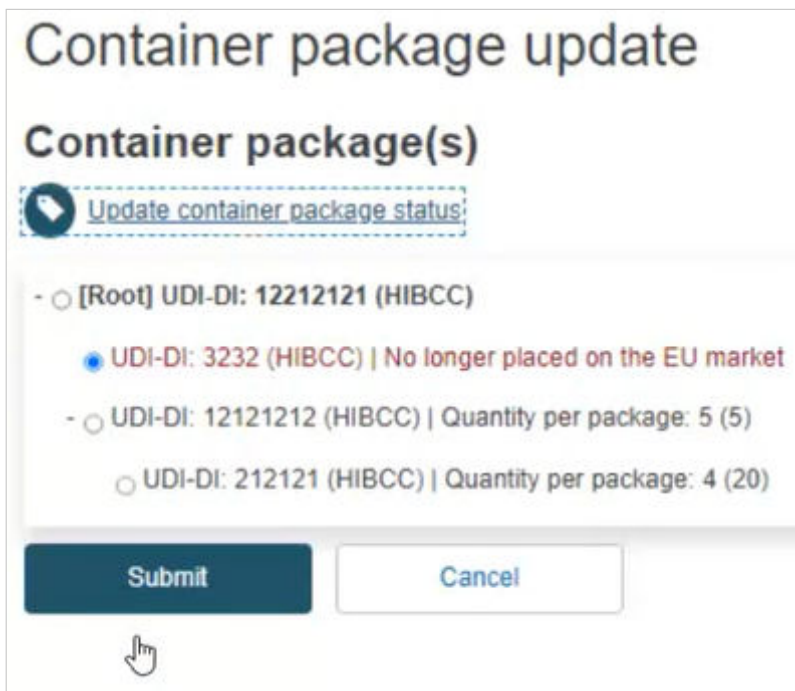 Container package update
Container package(s)
Update container package status
- [Root] UDI-DI: 12212121 (HIBCC)
UDI-DI: 3232 (HIBCC) | No longer placed on the EU market
- UDI-DI: 12121212 (HIBCC) | Quantity per package: 5 (5)
UDI-DI: 212121 (HIBCC) | Quantity per package: 4 (20)
Submit Cancel